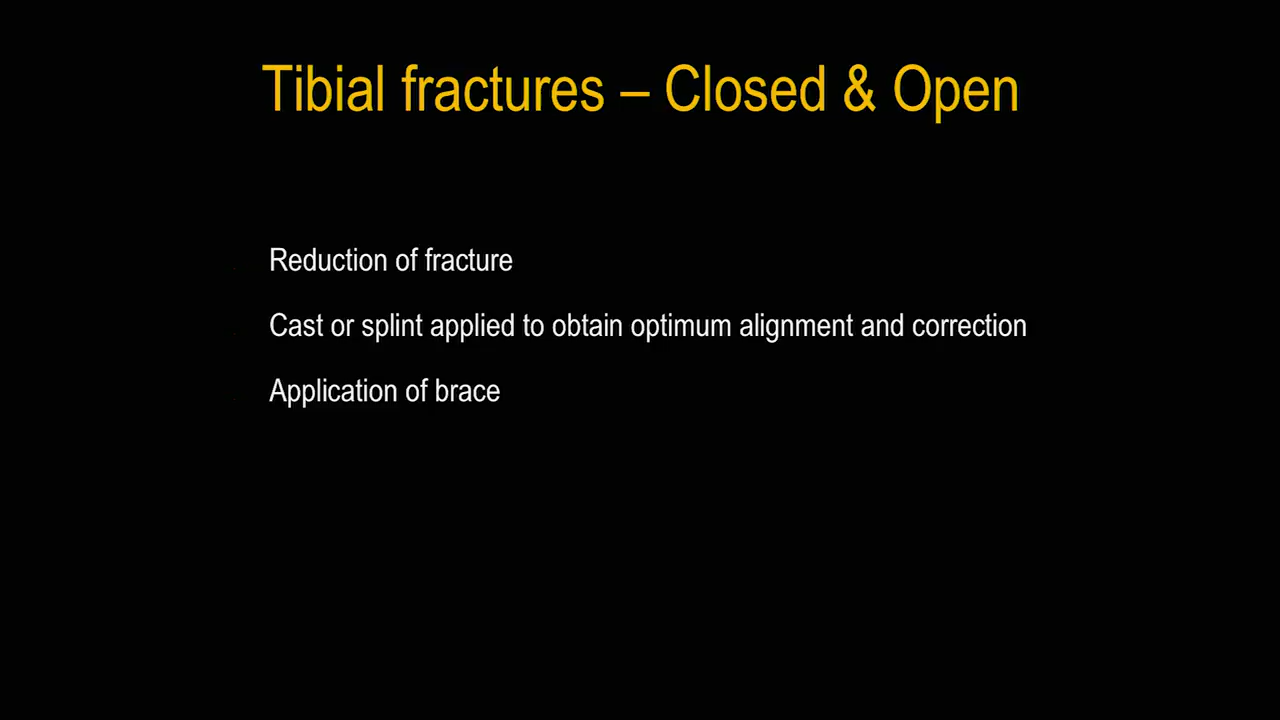 Tibial fractures – Closed & Open
Reduction of fracture
Cast or splint applied to obtain optimum alignment and correction
Application of brace